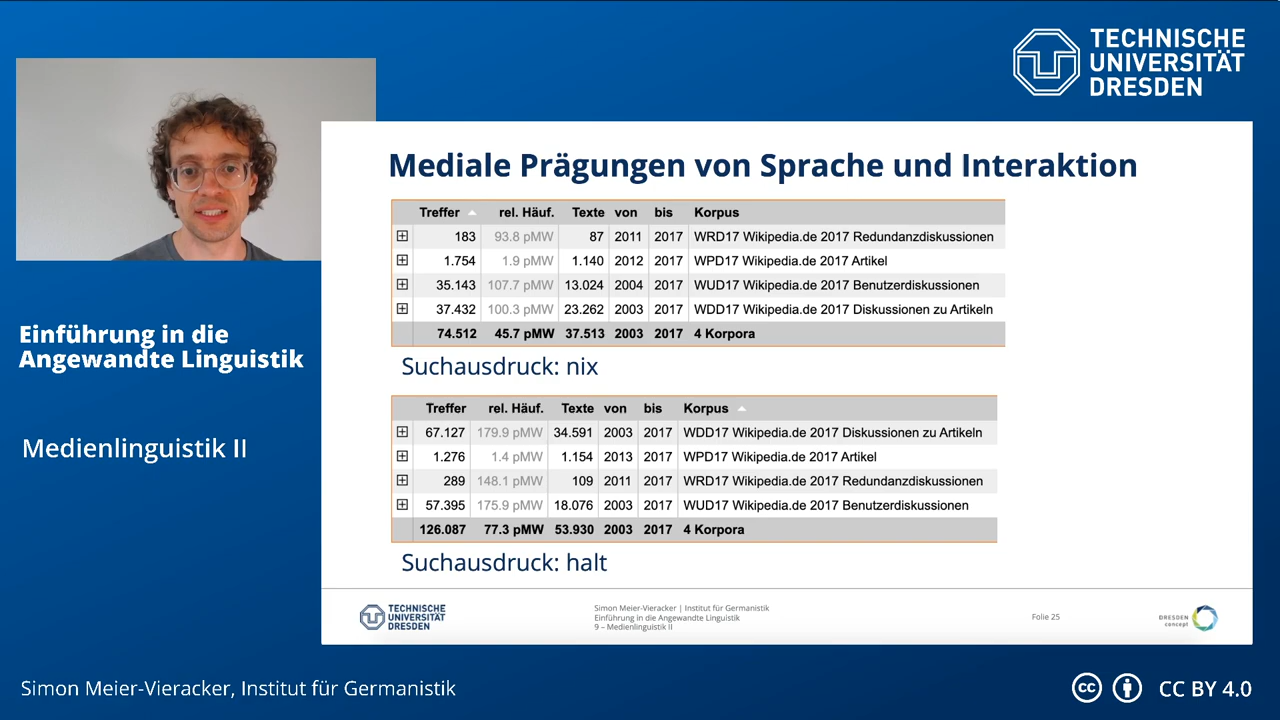 TECHNISCHE
UNIVERSITÄT
DRESDEN
Einführung in die
Angewandte Linguistik
Medienlinguistik II
Mediale Prägungen von Sprache und Interaktion
Treffer rel. Häuf. Texte von bis Korpus
183 93.8 pMW 87 2011 2017 WRD17 Wikipedia.de 2017 Redundanzdiskussionen
1.754 1.9 pMW 1.140 2012 2017 WPD17 Wikipedia.de 2017 Artikel
35.143 107.7 pMW 13.024 2004 2017 WUD17 Wikipedia.de 2017 Benutzerdiskussionen
37.432 100.3 pMW 23.262 2003 2017 WDD17 Wikipedia.de 2017 Diskussionen zu Artikeln
74.512 45.7 pMW 37.513 2003 2017 4 Korpora
Suchausdruck: nix
Treffer rel. Häuf. Texte von bis Korpus
67.127 179.9 pMW 34.591 2003 2017 WDD17 Wikipedia.de 2017 Diskussionen zu Artikeln
1.276 1.4 pMW 1.154 2013 2017 WPD17 Wikipedia.de 2017 Artikel
289 148.1 pMW 109 2011 2017 WRD17 Wikipedia.de 2017 Redundanzdiskussionen
57.395 175.9 pMW 18.076 2003 2017 WUD17 Wikipedia.de 2017 Benutzerdiskussionen
126.087 77.3 pMW 53.930 2003 2017 4 Korpora
Suchausdruck: halt
TECHNISCHE
UNIVERSITÄT
DRESDEN
Simon Meier-Vieracker | Institut für Germanistik
Einführung in die Angewandte Linguistik
9 – Medienlinguistik II
Folie 25
DRESDEN
concept
Simon Meier-Vieracker, Institut für Germanistik
cc CC BY 4.0